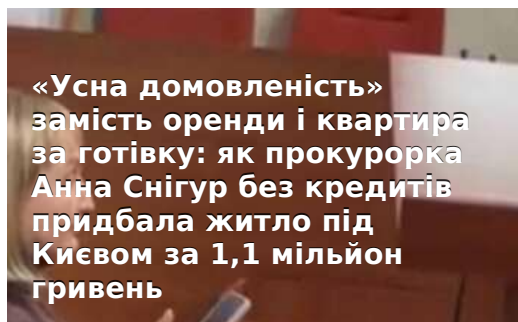 «Усна домовленість»
замість оренди і квартира
за готівку: як прокурорка
Анна Снігур без кредитів
придбала житло під
Києвом за 1,1 мільйон
гривень